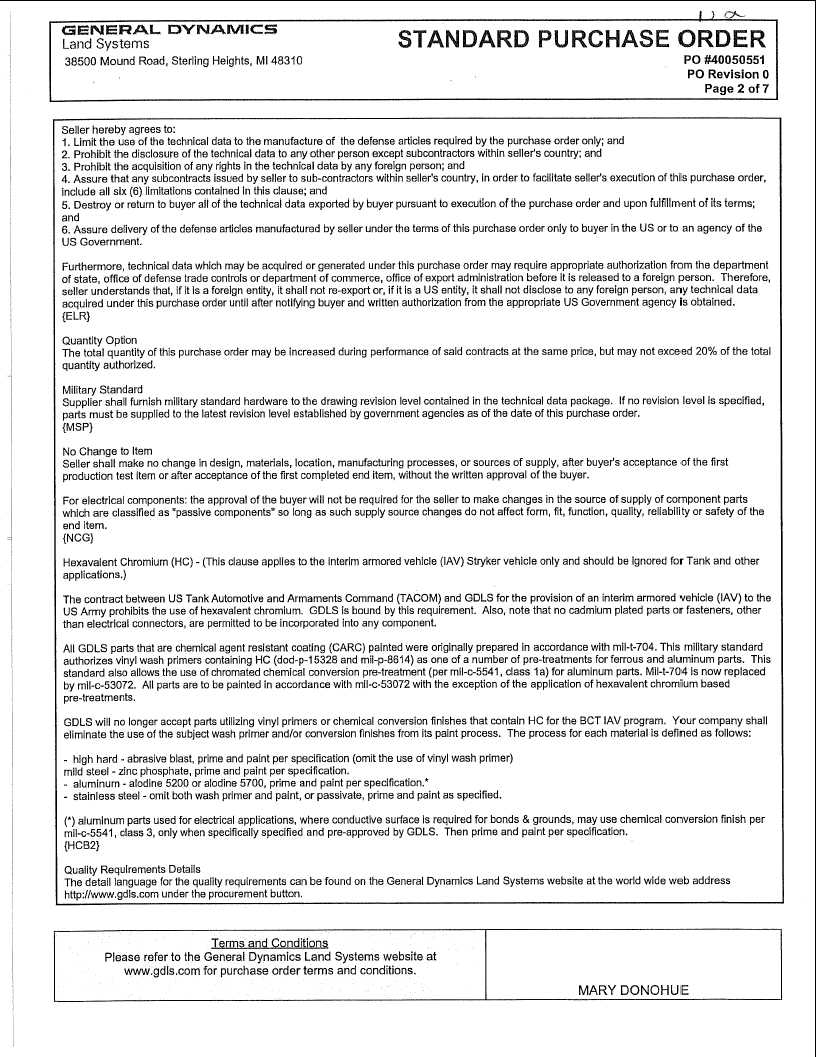 GENERAL DYNAMICS
Land Systems
38500 Mound Road, Sterling Heights, MI 48310
STANDARD PURCHASE ORDER
PO #40050551
PO Revision 0
Page 2 of 7
Seller hereby agrees to:
1. Limit the use of the technical data to the manufacture of the defense articles required by the purchase order only; and
2. Prohibit the disclosure of the technical data to any other person except subcontractors within seller's country; and
3. Prohibit the acquisition of any rights in the technical data by any foreign person; and
4. Assure that any subcontracts issued by seller to sub-contractors within seller's country, in order to facilitate seller's execution of this purchase order,
include all six (6) limitations contained in this clause; and
5. Destroy or return to buyer all of the technical data exported by buyer pursuant to execution of the purchase order and upon fulfillment of its terms;
and
6. Assure delivery of the defense articles manufactured by seller under the terms of this purchase order only to buyer in the US or to an agency of the
US Government.
Furthermore, technical data which may be acquired or generated under this purchase order may require appropriate authorization from the department
of state, office of defense trade controls or department of commerce, office of export administration before it is released to a foreign person. Therefore,
seller understands that, if it is a foreign entity, it shall not re-export or, if it is a US entity, it shall not disclose to any foreign person, any technical data
acquired under this purchase order until after notifying buyer and written authorization from the appropriate US Government agency is obtained.
{ELR}
Quantity Option
The total quantity of this purchase order may be increased during performance of said contracts at the same price, but may not exceed 20% of the total
quantity authorized.
Military Standard
Supplier shall furnish military standard hardware to the drawing revision level contained in the technical data package. If no revision level is specified,
parts must be supplied to the latest revision level established by government agencies as of the date of this purchase order.
{MSP}
No Change to Item
Seller shall make no change in design, materials, location, manufacturing processes, or sources of supply, after buyer's acceptance of the first
production test item or after acceptance of the first completed end item, without the written approval of the buyer.
For electrical components: the approval of the buyer will not be required for the seller to make changes in the source of supply of component parts
which are classified as "passive components" so long as such supply source changes do not affect form, fit, function, quality, reliability or safety of the
end item.
{NCG}
Hexavalent Chromium (HC) - (This clause applies to the interim armored vehicle (IAV) Stryker vehicle only and should be ignored for Tank and other
applications.)
The contract between US Tank Automotive and Armaments Command (TACOM) and GDLS for the provision of an interim armored vehicle (IAV) to the
US Army prohibits the use of hexavalent chromium. GDLS is bound by this requirement. Also, note that no cadmium plated parts or fasteners, other
than electrical connectors, are permitted to be incorporated into any component.
All GDLS parts that are chemical agent resistant coating (CARC) painted were originally prepared in accordance with mil-t-704. This military standard
authorizes vinyl wash primers containing HC (dod-p-15328 and mil-p-8614) as one of a number of pre-treatments for ferrous and aluminum parts. This
standard also allows the use of chromated chemical conversion pre-treatment (per mil-c-5541, class 1a) for aluminum parts. Mil-t-704 is now replaced
by mil-c-53072. All parts are to be painted in accordance with mil-c-53072 with the exception of the application of hexavalent chromium based
pre-treatments.
GDLS will no longer accept parts utilizing vinyl primers or chemical conversion finishes that contain HC for the BCT IAV program. Your company shall
eliminate the use of the subject wash primer and/or conversion finishes from its paint process. The process for each material is defined as follows:
- high hard - abrasive blast, prime and paint per specification (omit the use of vinyl wash primer)
mild steel - zinc phosphate, prime and paint per specification.
- aluminum - alodine 5200 or alodine 5700, prime and paint per specification.*
- stainless steel - omit both wash primer and paint, or passivate, prime and paint as specified.
(*) aluminum parts used for electrical applications, where conductive surface is required for bonds & grounds, may use chemical conversion finish per
mil-c-5541, class 3, only when specifically specified and pre-approved by GDLS. Then prime and paint per specification.
{HCB2}
Quality Requirements Details
The detail language for the quality requirements can be found on the General Dynamics Land Systems website at the world wide web address
http://www.gdls.com under the procurement button.
Terms and Conditions
Please refer to the General Dynamics Land Systems website at
www.gdls.com for purchase order terms and conditions.
MARY DONOHUE